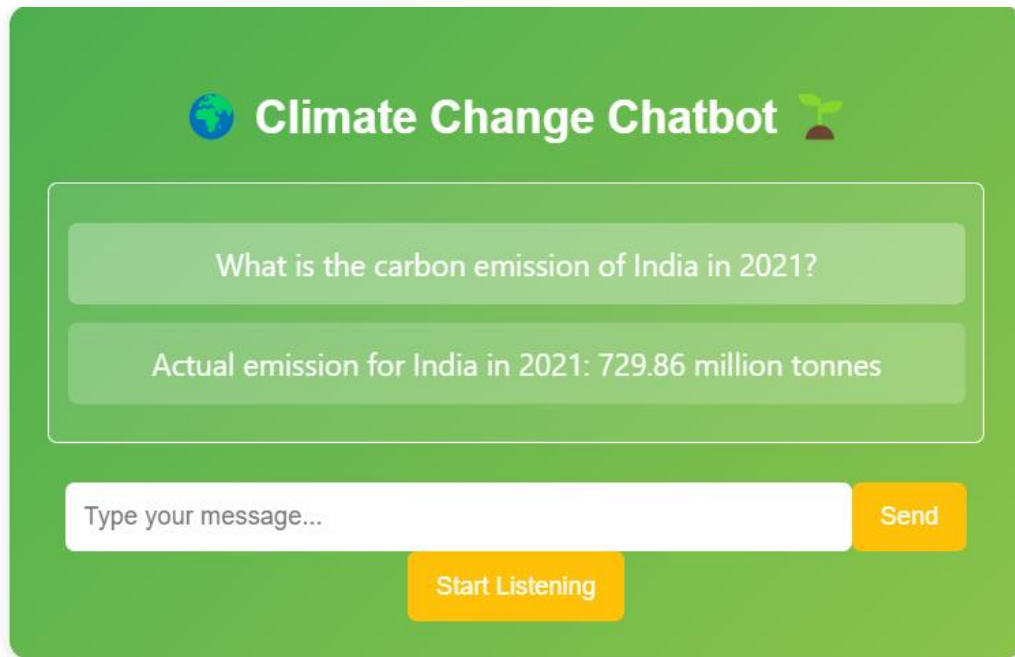 🌍 Climate Change Chatbot 🌱
What is the carbon emission of India in 2021?
Actual emission for India in 2021: 729.86 million tonnes
Type your message...
Send
Start Listening